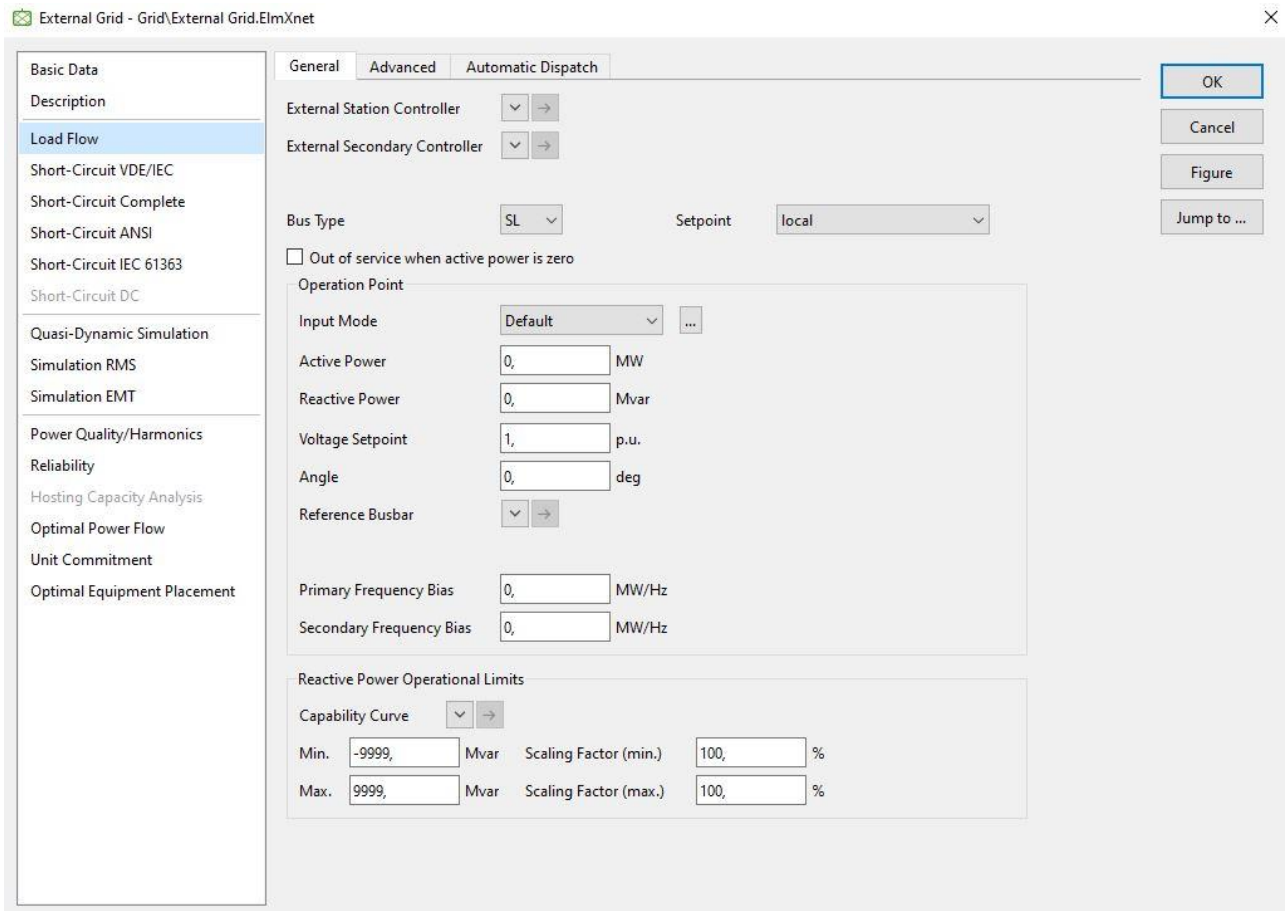 External Grid - Grid\External Grid.ElmXnet
Basic Data
Description
Load Flow
Short-Circuit VDE/IEC
Short-Circuit Complete
Short-Circuit ANSI
Short-Circuit IEC 61363
Short-Circuit DC
Quasi-Dynamic Simulation
Simulation RMS
Simulation EMT
Power Quality/Harmonics
Reliability
Hosting Capacity Analysis
Optimal Power Flow
Unit Commitment
Optimal Equipment Placement
General Advanced Automatic Dispatch
External Station Controller
External Secondary Controller
Bus Type SL Setpoint local
Out of service when active power is zero
Operation Point
Input Mode Default ...
Active Power 0, MW
Reactive Power 0, Mvar
Voltage Setpoint 1, p.u.
Angle 0, deg
Reference Busbar
Primary Frequency Bias 0, MW/Hz
Secondary Frequency Bias 0, MW/Hz
Reactive Power Operational Limits
Capability Curve
Min. -9999, Mvar Scaling Factor (min.) 100, %
Max. 9999, Mvar Scaling Factor (max.) 100, %
OK
Cancel
Figure
Jump to ...